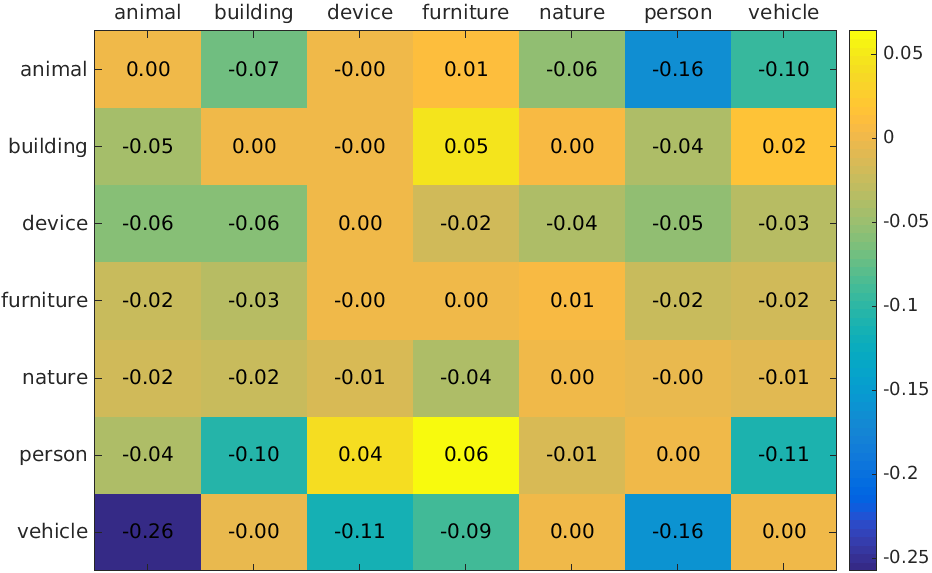 animal building device furniture nature person vehicle
animal 0.00 -0.07 -0.00 0.01 -0.06 -0.16 -0.10
building -0.05 0.00 -0.00 0.05 0.00 -0.04 0.02
device -0.06 -0.06 0.00 -0.02 -0.04 -0.05 -0.03
furniture -0.02 -0.03 -0.00 0.00 0.01 -0.02 -0.02
nature -0.02 -0.02 -0.01 -0.04 0.00 -0.00 -0.01
person -0.04 -0.10 0.04 0.06 -0.01 0.00 -0.11
vehicle -0.26 -0.00 -0.11 -0.09 0.00 -0.16 0.00
0.05
0
-0.05
-0.1
-0.15
-0.2
-0.25